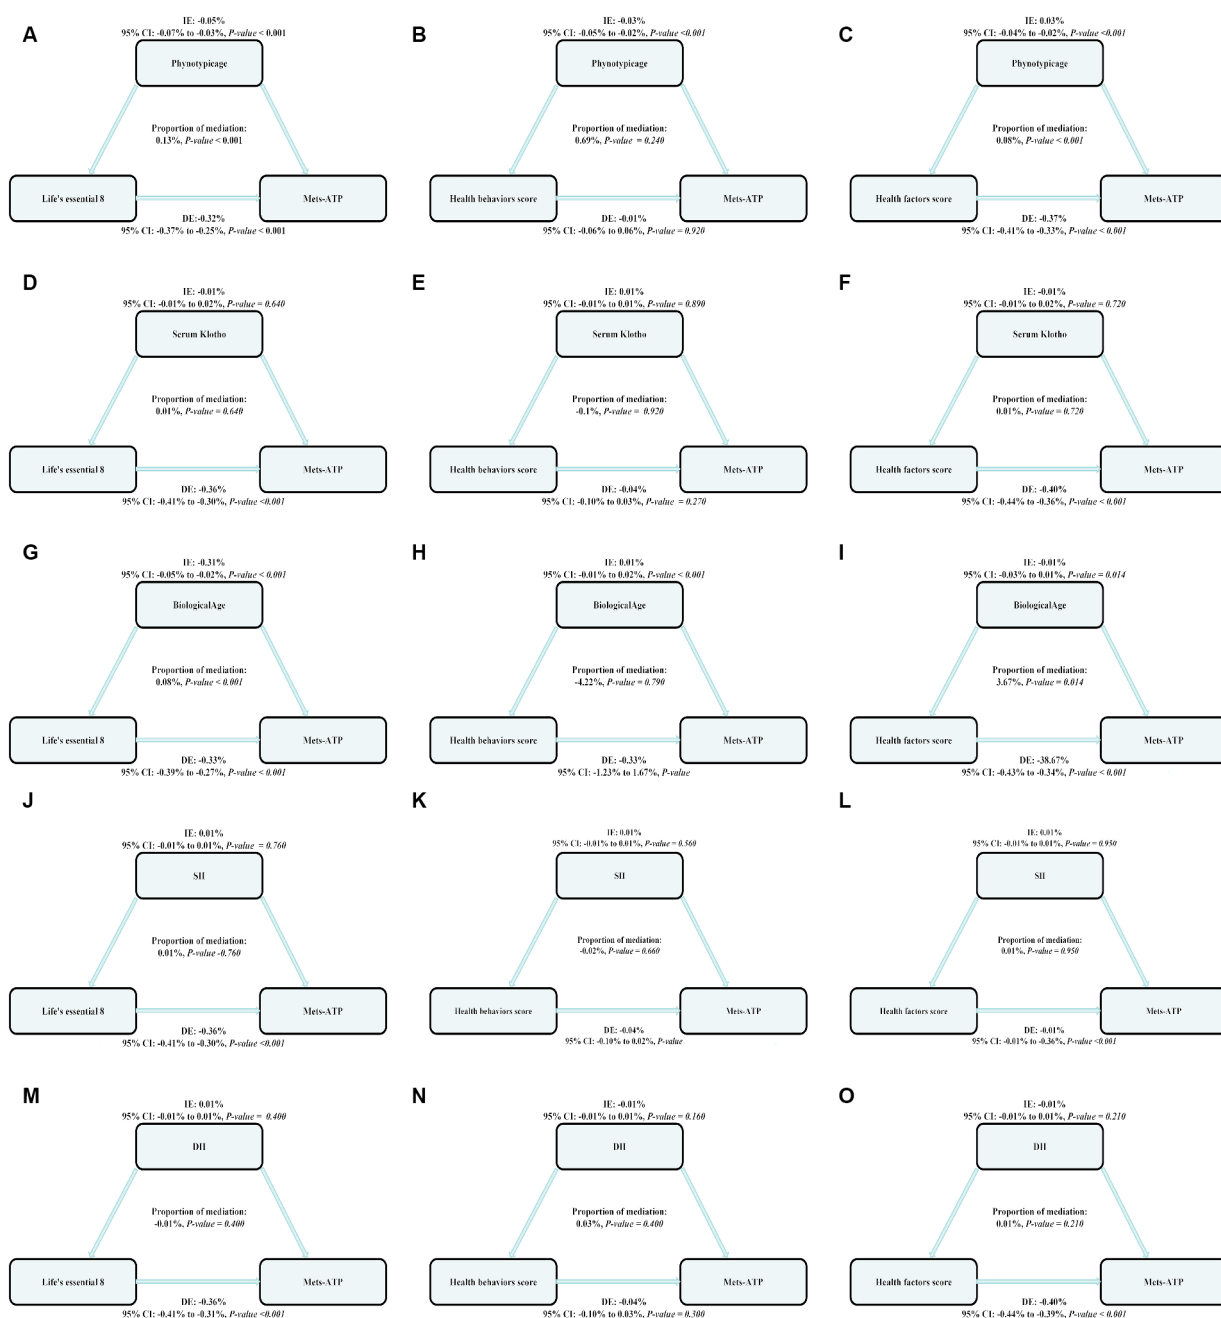 A
IE: -0.05%
95% CI: -0.07% to -0.03%, P-value < 0.001
Phynotypicage
Proportion of mediation:
0.13%, P-value < 0.001
Life's essential 8
Mets-ATP
DE:-0.32%
95% CI: -0.37% to -0.25%, P-value < 0.001
B
IE: -0.03%
95% CI: -0.05% to -0.02%, P-value <0.001
Phynotypicage
Proportion of mediation:
0.69%, P-value = 0.240
Health behaviors score
Mets-ATP
DE: -0.01%
95% CI: -0.06% to 0.06%, P-value = 0.920
C
IE: 0.03%
95% CI: -0.04% to -0.02%, P-value <0.001
Phynotypicage
Proportion of mediation:
0.08%, P-value < 0.001
Health factors score
Mets-ATP
DE: -0.37%
95% CI: -0.41% to -0.33%, P-value < 0.001
D
IE: -0.01%
95% CI: -0.01% to 0.02%, P-value = 0.640
Serum Klotho
Proportion of mediation:
0.01%, P-value = 0.640
Life's essential 8
Mets-ATP
DE: -0.36%
95% CI: -0.41% to -0.30%, P-value <0.001
E
IE: 0.01%
95% CI: -0.01% to 0.01%, P-value = 0.890
Serum Klotho
Proportion of mediation:
-0.1%, P-value = 0.920
Health behaviors score
Mets-ATP
DE: -0.04%
95% CI: -0.10% to 0.03%, P-value = 0.270
F
IE: -0.01%
95% CI: -0.01% to 0.02%, P-value = 0.720
Serum Klotho
Proportion of mediation:
0.01%, P-value = 0.720
Health factors score
Mets-ATP
DE: -0.40%
95% CI: -0.44% to -0.36%, P-value < 0.001
G
IE: -0.31%
95% CI: -0.05% to -0.02%, P-value < 0.001
BiologicalAge
Proportion of mediation:
0.08%, P-value < 0.001
Life's essential 8
Mets-ATP
DE: -0.33%
95% CI: -0.39% to -0.27%, P-value < 0.001
H
IE: 0.01%
95% CI: -0.01% to 0.02%, P-value < 0.001
BiologicalAge
Proportion of mediation:
-4.22%, P-value = 0.790
Health behaviors score
Mets-ATP
DE: -0.33%
95% CI: -1.23% to 1.67%, P-value
I
IE: -0.01%
95% CI: -0.03% to 0.01%, P-value = 0.014
BiologicalAge
Proportion of mediation:
3.67%, P-value = 0.014
Health factors score
Mets-ATP
DE: -38.67%
95% CI: -0.43% to -0.34%, P-value < 0.001
J
IE: 0.01%
95% CI: -0.01% to 0.01%, P-value = 0.760
SII
Proportion of mediation:
0.01%, P-value -0.760
Life's essential 8
Mets-ATP
DE: -0.36%
95% CI: -0.41% to -0.30%, P-value <0.001
K
IE: 0.01%
95% CI: -0.01% to 0.01%, P-value = 0.560
SII
Proportion of mediation:
-0.02%, P-value = 0.660
Health behaviors score
Mets-ATP
DE: -0.04%
95% CI: -0.10% to 0.02%, P-value
L
IE: 0.01%
95% CI: -0.01% to 0.01%, P-value = 0.950
SII
Proportion of mediation:
0.01%, P-value = 0.950
Health factors score
Mets-ATP
DE: -0.01%
95% CI: -0.01% to -0.36%, P-value <0.001
M
IE: 0.01%
95% CI: -0.01% to 0.01%, P-value = 0.400
DII
Proportion of mediation:
-0.01%, P-value = 0.400
Life's essential 8
Mets-ATP
DE: -0.36%
95% CI: -0.41% to -0.31%, P-value <0.001
N
IE: -0.01%
95% CI: -0.01% to 0.01%, P-value = 0.160
DII
Proportion of mediation:
0.03%, P-value = 0.400
Health behaviors score
Mets-ATP
DE: -0.04%
95% CI: -0.10% to 0.03%, P-value = 0.300
O
IE: -0.01%
95% CI: -0.01% to 0.01%, P-value = 0.210
DII
Proportion of mediation:
0.01%, P-value = 0.210
Health factors score
Mets-ATP
DE: -0.40%
95% CI: -0.44% to -0.39%, P-value < 0.001